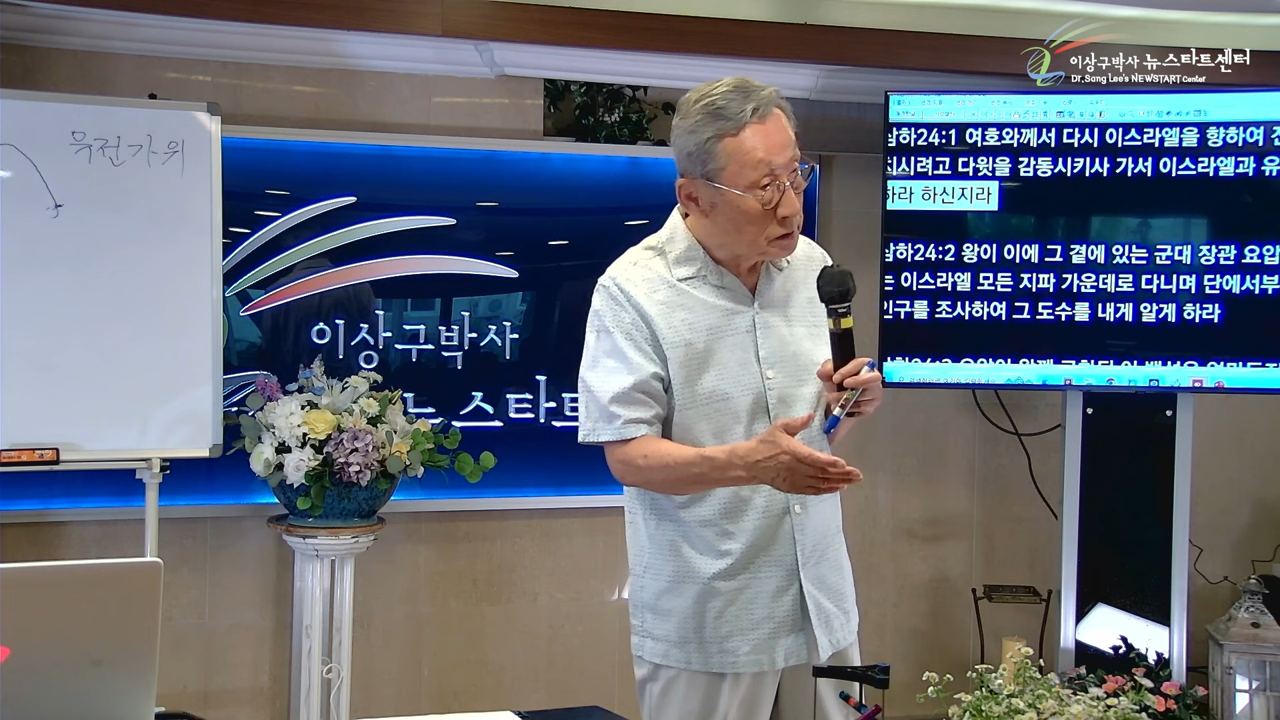 이상구박사 뉴스타트센터
Dr. Sang Lee's NEWSTART Center
유전가위
이상구박사
뉴스타트
삼하24:1 여호와께서 다시 이스라엘을 향하여
치시려고 다윗을 감동시키사 가서 이스라엘과 유
하라 하신지라
삼하24:2 왕이 이에 그 곁에 있는 군대 장관 요압
는 이스라엘 모든 지파 가운데로 다니며 단에서부
인구를 조사하여 그 도수를 내게 알게 하라